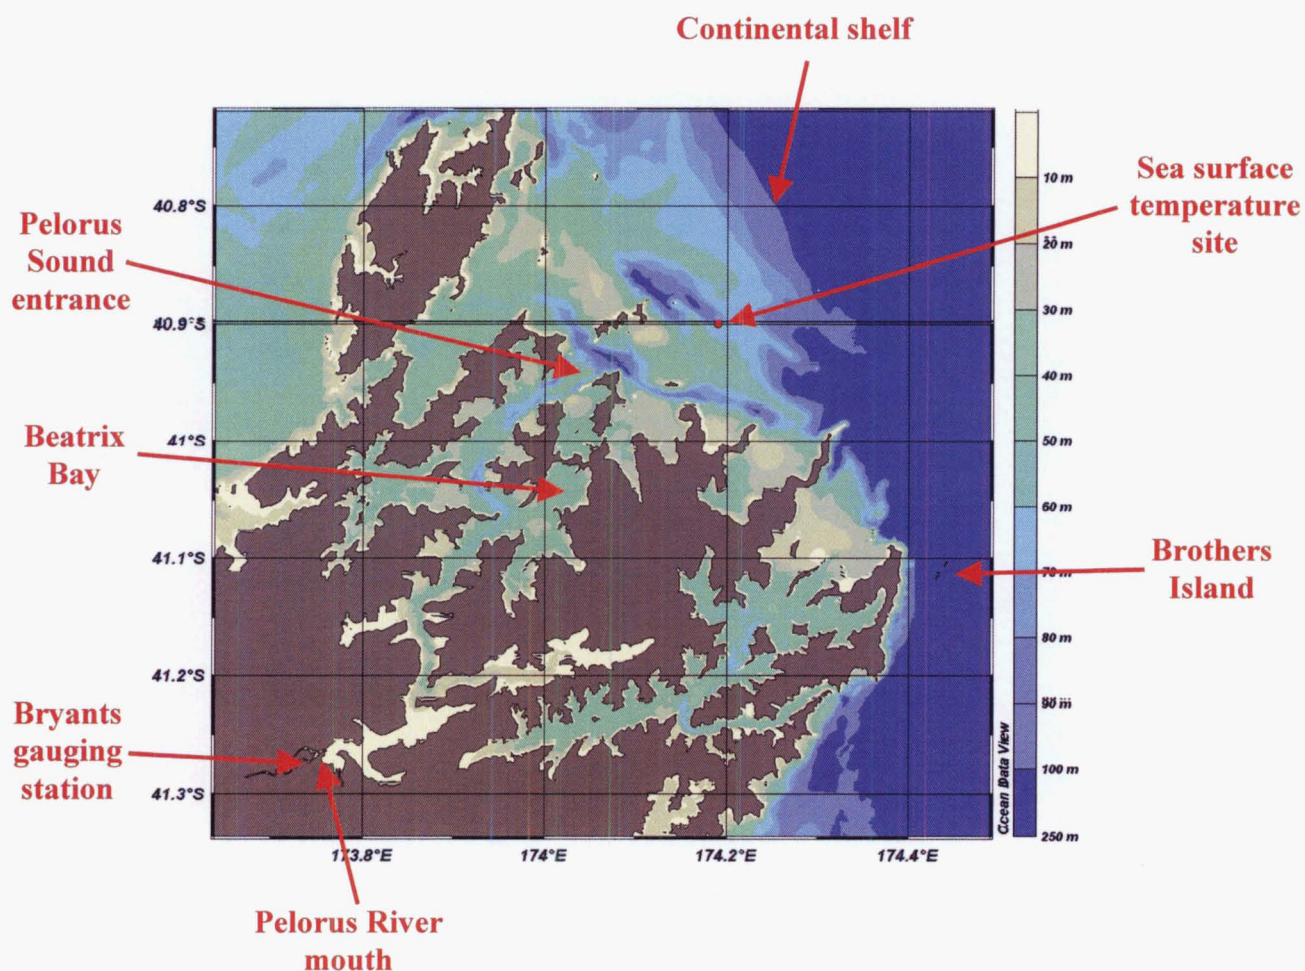 Continental shelf
Sea surface
temperature
site
Pelorus
Sound
entrance
Beatrix
Bay
Brothers
Island
Bryants
gauging
station
Pelorus River
mouth
40.8°S
40.9°S
41°S
41.1°S
41.2°S
41.3°S
173.8°E
174°E
174.2°E
174.4°E
10 m
20 m
30 m
40 m
50 m
60 m
70 m
80 m
90 m
100 m
250 m
Ocean Data View